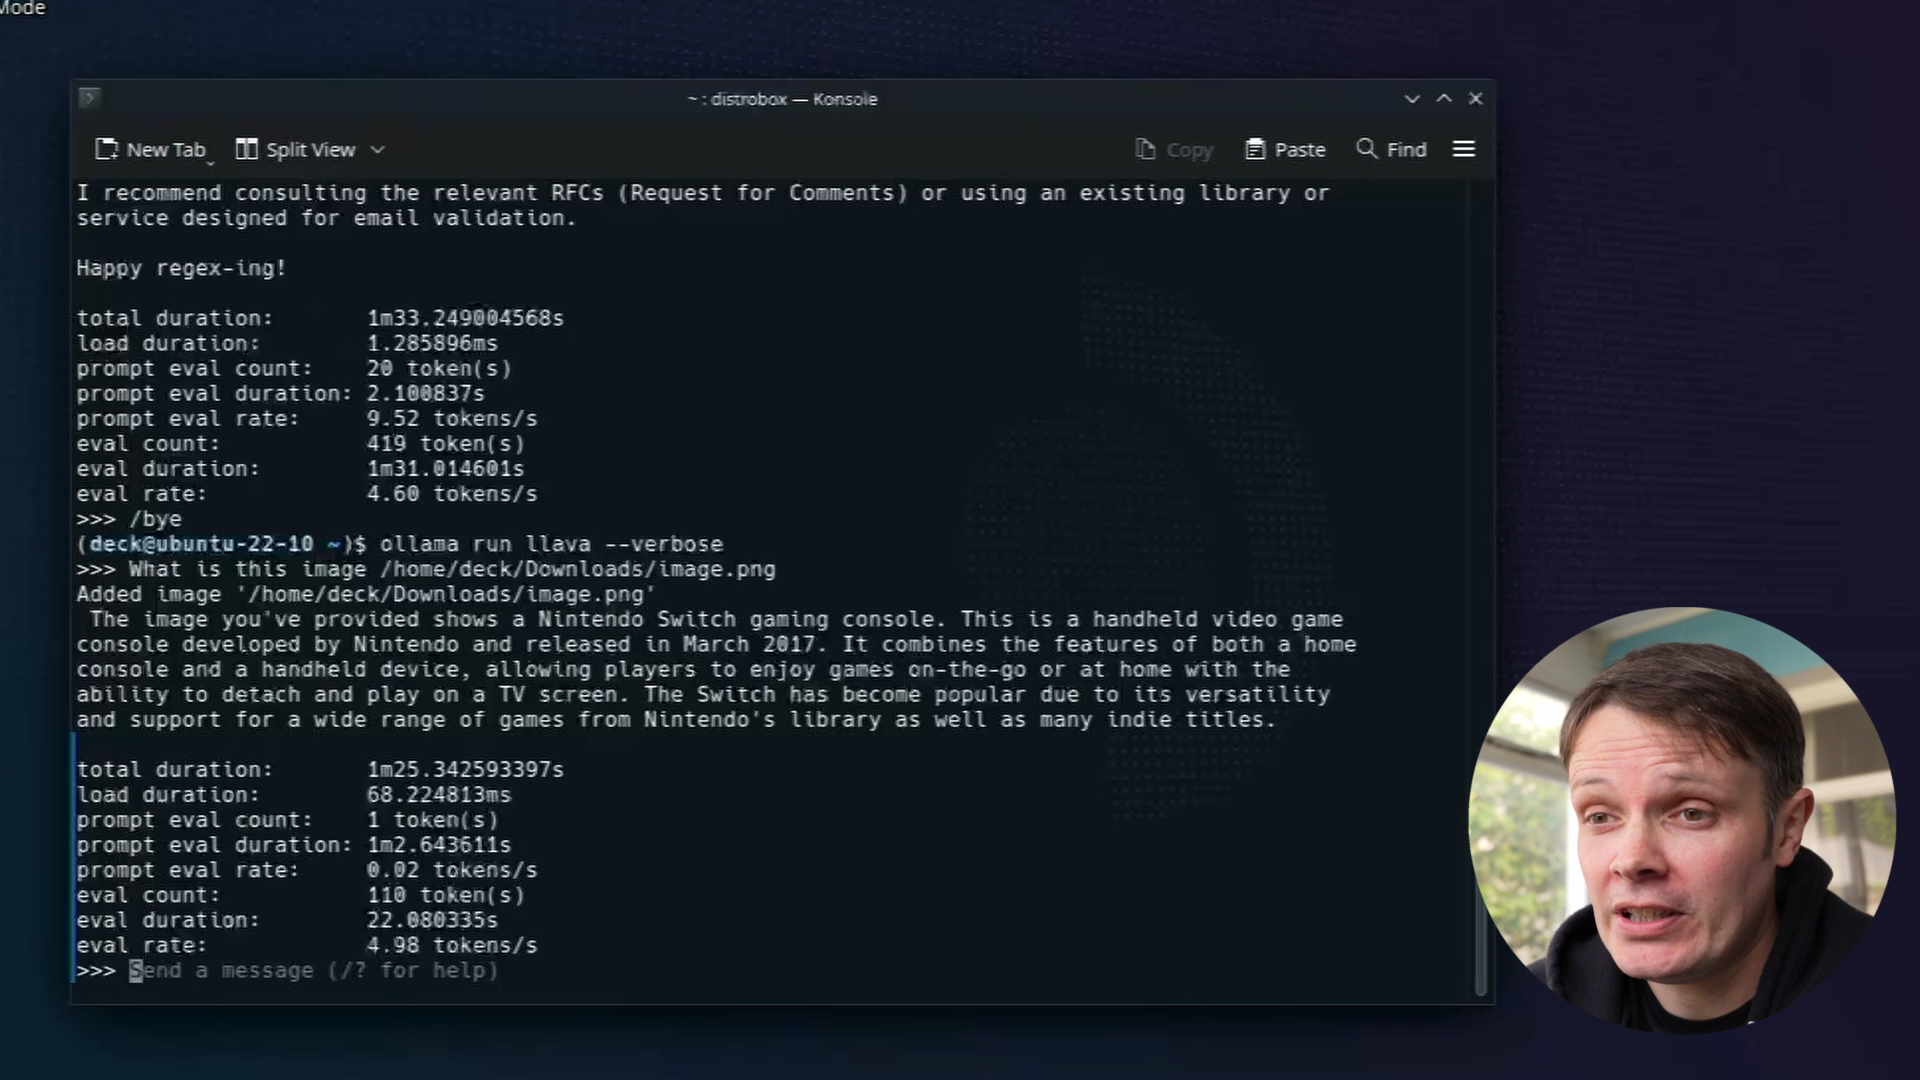 Mode
~ : distrobox — Konsole
New Tab Split View Copy Paste Find
I recommend consulting the relevant RFCs (Request for Comments) or using an existing library or
service designed for email validation.
Happy regex-ing!
total duration: 1m33.249004568s
load duration: 1.285896ms
prompt eval count: 20 token(s)
prompt eval duration: 2.100837s
prompt eval rate: 9.52 tokens/s
eval count: 419 token(s)
eval duration: 1m31.014601s
eval rate: 4.60 tokens/s
>>> /bye
(deck@ubuntu-22-10 ~)$ ollama run llava --verbose
>>> What is this image /home/deck/Downloads/image.png
Added image '/home/deck/Downloads/image.png'
The image you've provided shows a Nintendo Switch gaming console. This is a handheld video game
console developed by Nintendo and released in March 2017. It combines the features of both a home
console and a handheld device, allowing players to enjoy games on-the-go or at home with the
ability to detach and play on a TV screen. The Switch has become popular due to its versatility
and support for a wide range of games from Nintendo's library as well as many indie titles.
total duration: 1m25.342593397s
load duration: 68.224813ms
prompt eval count: 1 token(s)
prompt eval duration: 1m2.643611s
prompt eval rate: 0.02 tokens/s
eval count: 110 token(s)
eval duration: 22.080335s
eval rate: 4.98 tokens/s
>>> Send a message (/? for help)